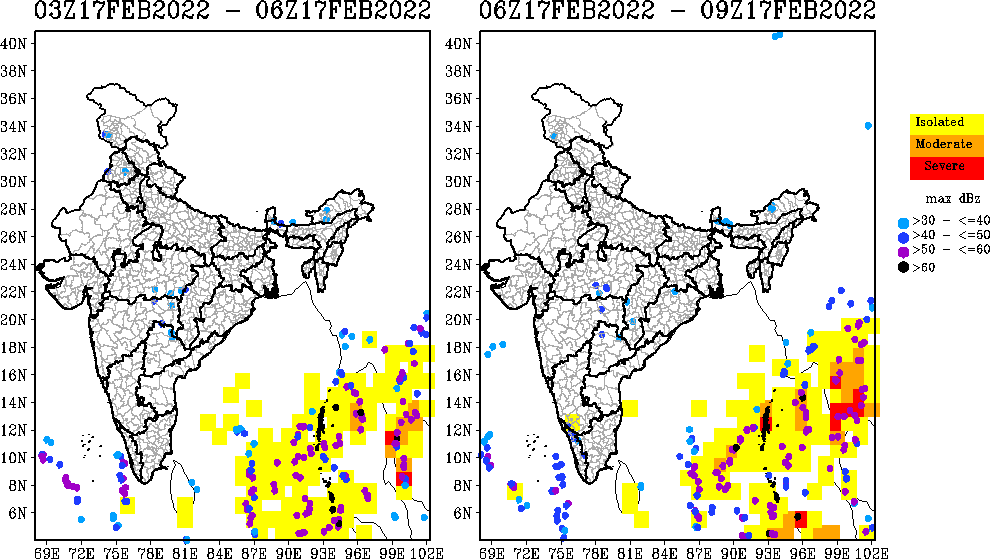 03Z17FEB2022 - 06Z17FEB2022
06Z17FEB2022 - 09Z17FEB2022
40N
38N
36N
34N
32N
30N
28N
26N
24N
22N
20N
18N
16N
14N
12N
10N
8N
6N
69E 72E 75E 78E 81E 84E 87E 90E 93E 96E 99E 102E
40N
38N
36N
34N
32N
30N
28N
26N
24N
22N
20N
18N
16N
14N
12N
10N
8N
6N
69E 72E 75E 78E 81E 84E 87E 90E 93E 96E 99E 102E
Isolated
Moderate
Severe
max dBz
>30 - <=40
>40 - <=50
>50 - <=60
>60